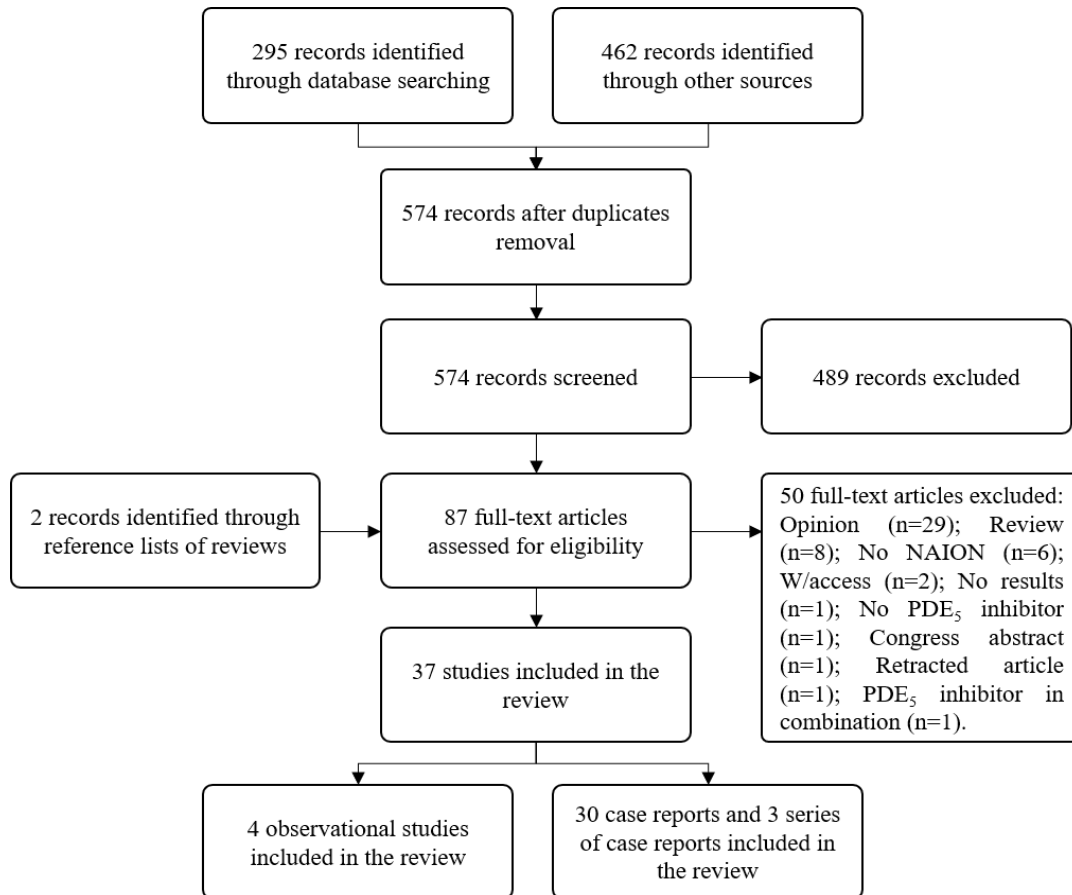 295 records identified
through database searching
462 records identified
through other sources
574 records after duplicates
removal
574 records screened
489 records excluded
2 records identified through
reference lists of reviews
87 full-text articles
assessed for eligibility
50 full-text articles excluded:
Opinion (n=29); Review
(n=8); No NAION (n=6);
W/access (n=2); No results
(n=1); No PDE₅ inhibitor
(n=1); Congress abstract
(n=1); Retracted article
(n=1); PDE₅ inhibitor in
combination (n=1).
37 studies included in the
review
4 observational studies
included in the review
30 case reports and 3 series
of case reports included in
the review